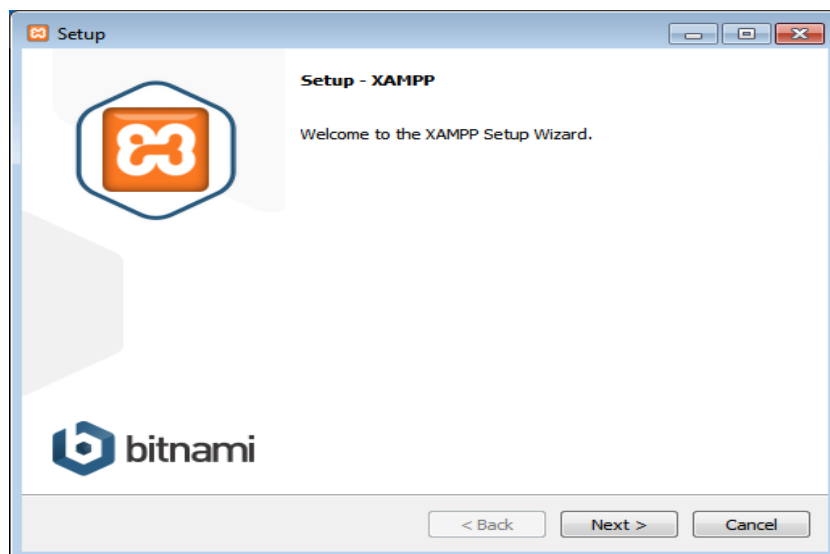 Setup
Setup - XAMPP
Welcome to the XAMPP Setup Wizard.
bitnami
< Back
Next >
Cancel